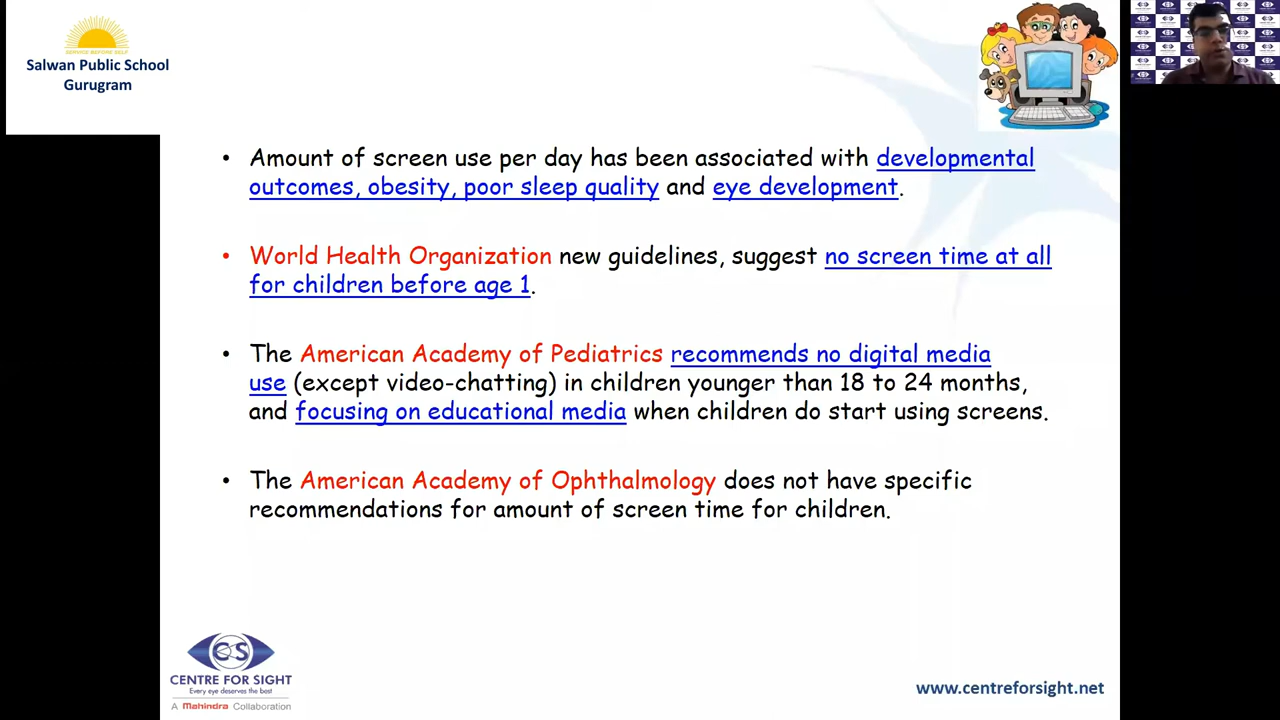 SERVICE BEFORE SELF
Salwan Public School
Gurugram
• Amount of screen use per day has been associated with developmental
outcomes, obesity, poor sleep quality and eye development.
• World Health Organization new guidelines, suggest no screen time at all
for children before age 1.
• The American Academy of Pediatrics recommends no digital media
use (except video-chatting) in children younger than 18 to 24 months,
and focusing on educational media when children do start using screens.
• The American Academy of Ophthalmology does not have specific
recommendations for amount of screen time for children.
CFS
CENTRE FOR SIGHT
Every eye deserves the best
A Mahindra Collaboration
www.centreforsight.net